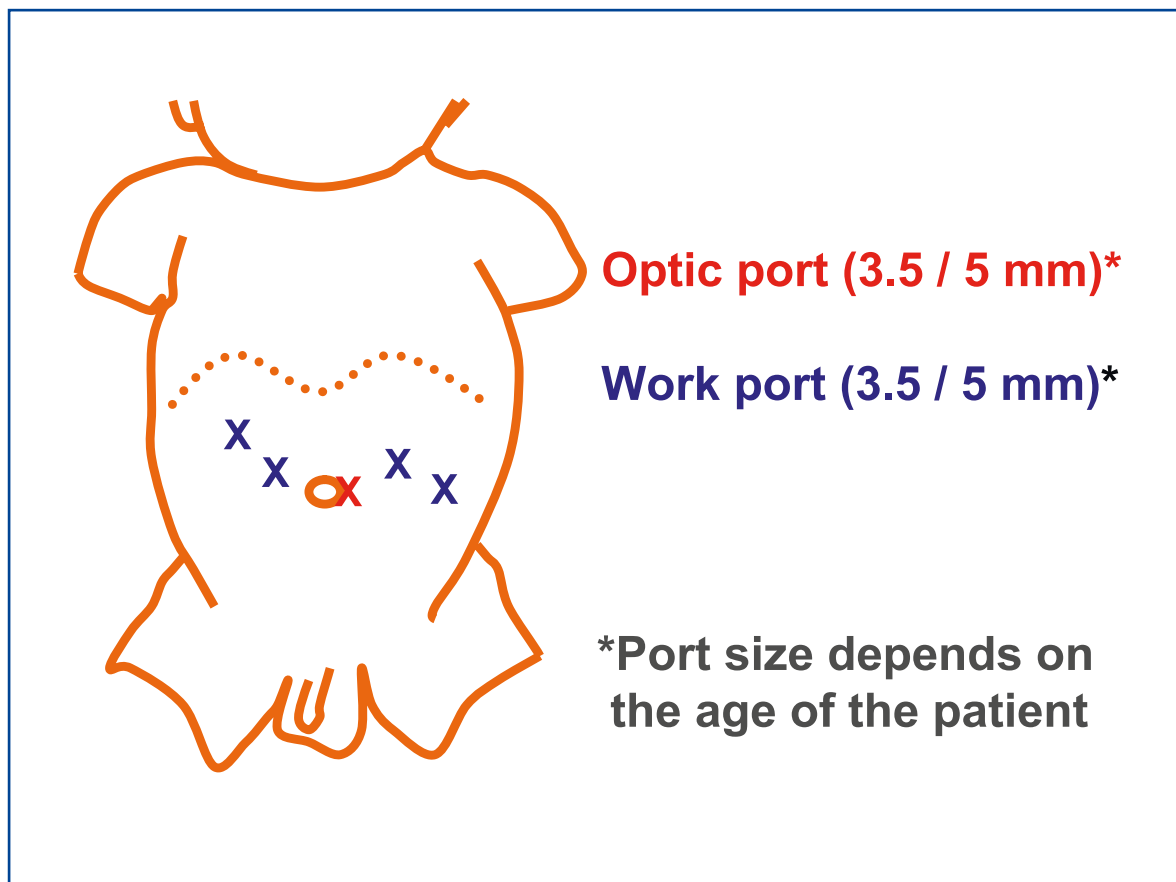 Optic port (3.5 / 5 mm)*
Work port (3.5 / 5 mm)*
X
X
X
X
X
*Port size depends on
the age of the patient